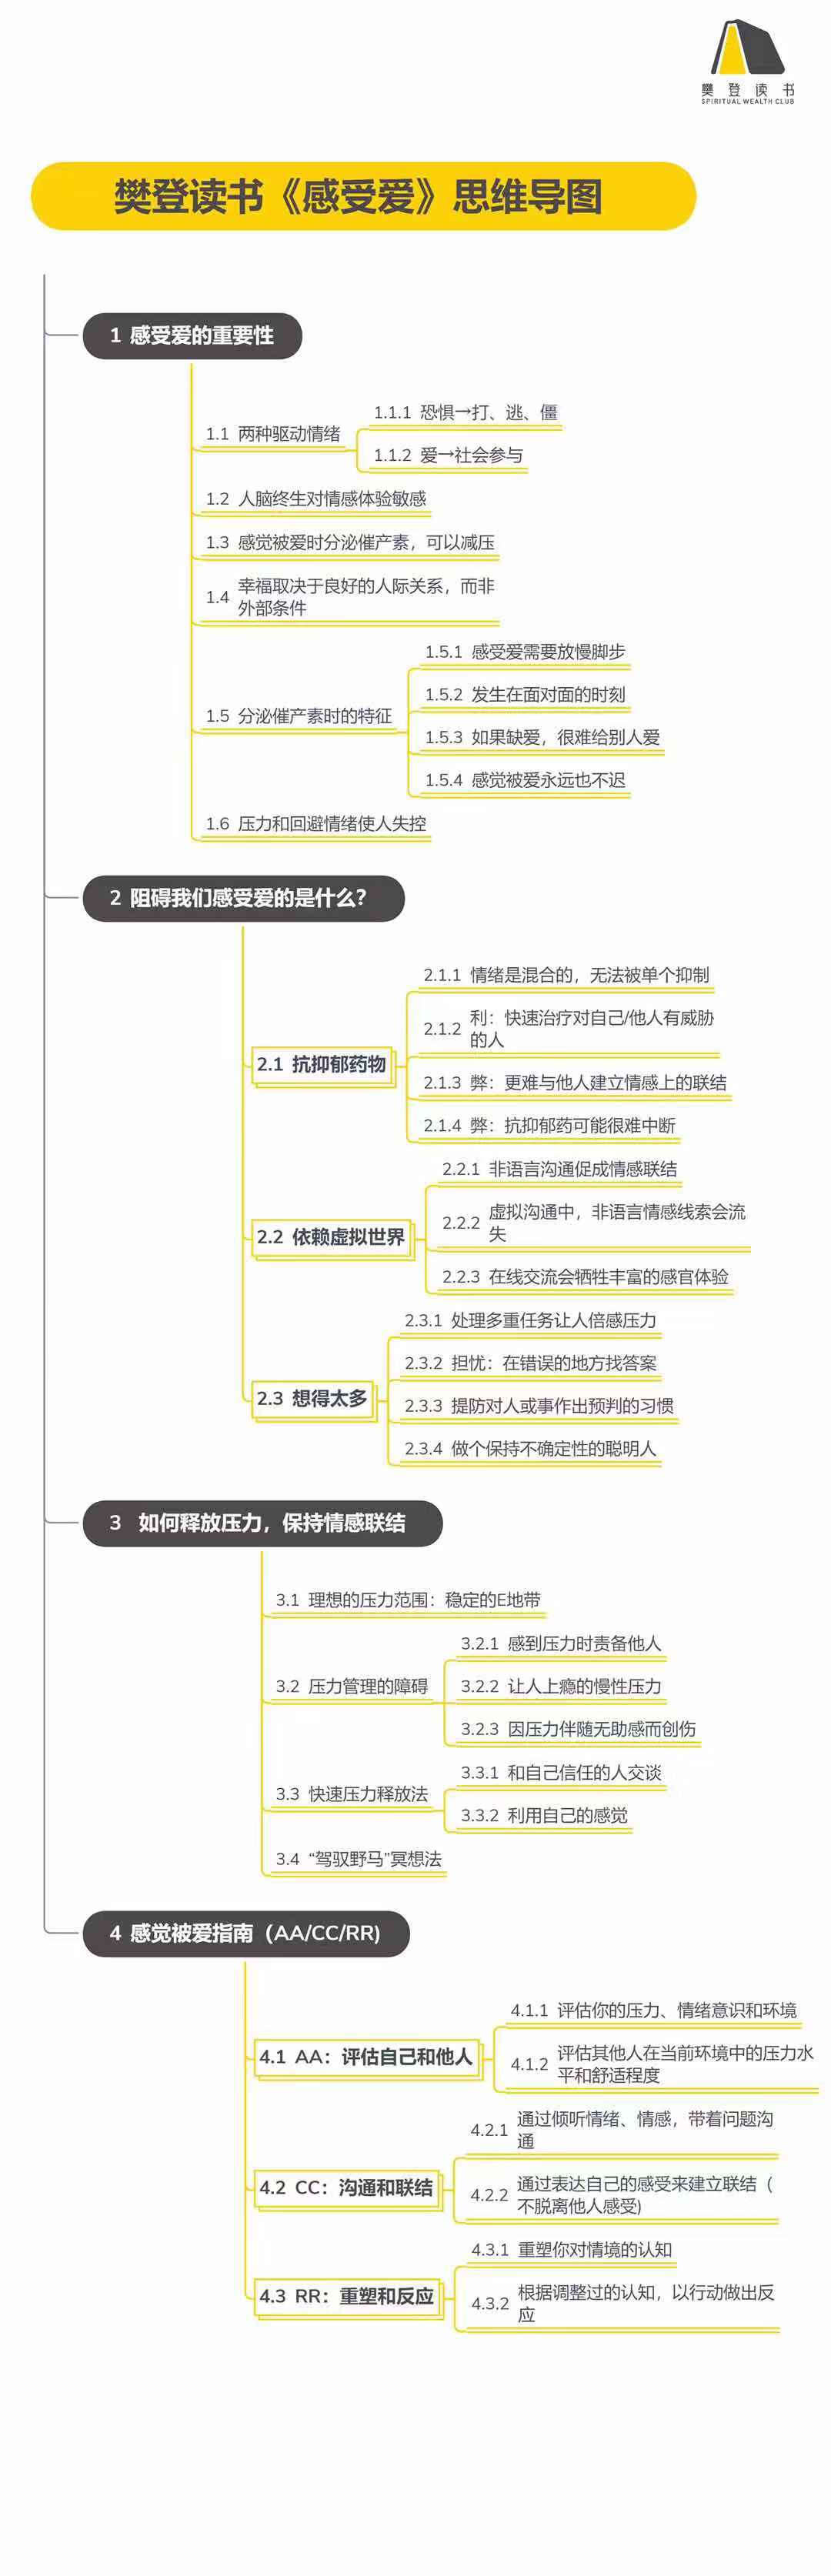 樊登读书
SPIRITUAL WEALTH CLUB
樊登读书《感受爱》思维导图
1 感受爱的重要性
1.1 两种驱动情绪
1.1.1 恐惧→打、逃、僵
1.1.2 爱→社会参与
1.2 人脑终生对情感体验敏感
1.3 感觉被爱时分泌催产素，可以减压
1.4 幸福取决于良好的人际关系，而非
外部条件
1.5 分泌催产素时的特征
1.5.1 感受爱需要放慢脚步
1.5.2 发生在面对面的时刻
1.5.3 如果缺爱，很难给别人爱
1.5.4 感觉被爱永远也不迟
1.6 压力和回避情绪使人失控
2 阻碍我们感受爱的是什么？
2.1 抗抑郁药物
2.1.1 情绪是混合的，无法被单个抑制
2.1.2 利：快速治疗对自己/他人有威胁
的人
2.1.3 弊：更难与他人建立情感上的联结
2.1.4 弊：抗抑郁药可能很难中断
2.2 依赖虚拟世界
2.2.1 非语言沟通促成情感联结
2.2.2 虚拟沟通中，非语言情感线索会流
失
2.2.3 在线交流会牺牲丰富的感官体验
2.3 想得太多
2.3.1 处理多重任务让人倍感压力
2.3.2 担忧：在错误的地方找答案
2.3.3 提防对人或事作出预判的习惯
2.3.4 做个保持不确定性的聪明人
3 如何释放压力，保持情感联结
3.1 理想的压力范围：稳定的E地带
3.2 压力管理的障碍
3.2.1 感到压力时责备他人
3.2.2 让人上瘾的慢性压力
3.2.3 因压力伴随无助感而创伤
3.3 快速压力释放法
3.3.1 和自己信任的人交谈
3.3.2 利用自己的感觉
3.4 “驾驭野马”冥想法
4 感觉被爱指南（AA/CC/RR)
4.1 AA：评估自己和他人
4.1.1 评估你的压力、情绪意识和环境
4.1.2 评估其他人在当前环境中的压力水
平和舒适程度
4.2 CC：沟通和联结
4.2.1 通过倾听情绪、情感，带着问题沟
通
4.2.2 通过表达自己的感受来建立联结（
不脱离他人感受)
4.3 RR：重塑和反应
4.3.1 重塑你对情境的认知
4.3.2 根据调整过的认知，以行动做出反
应